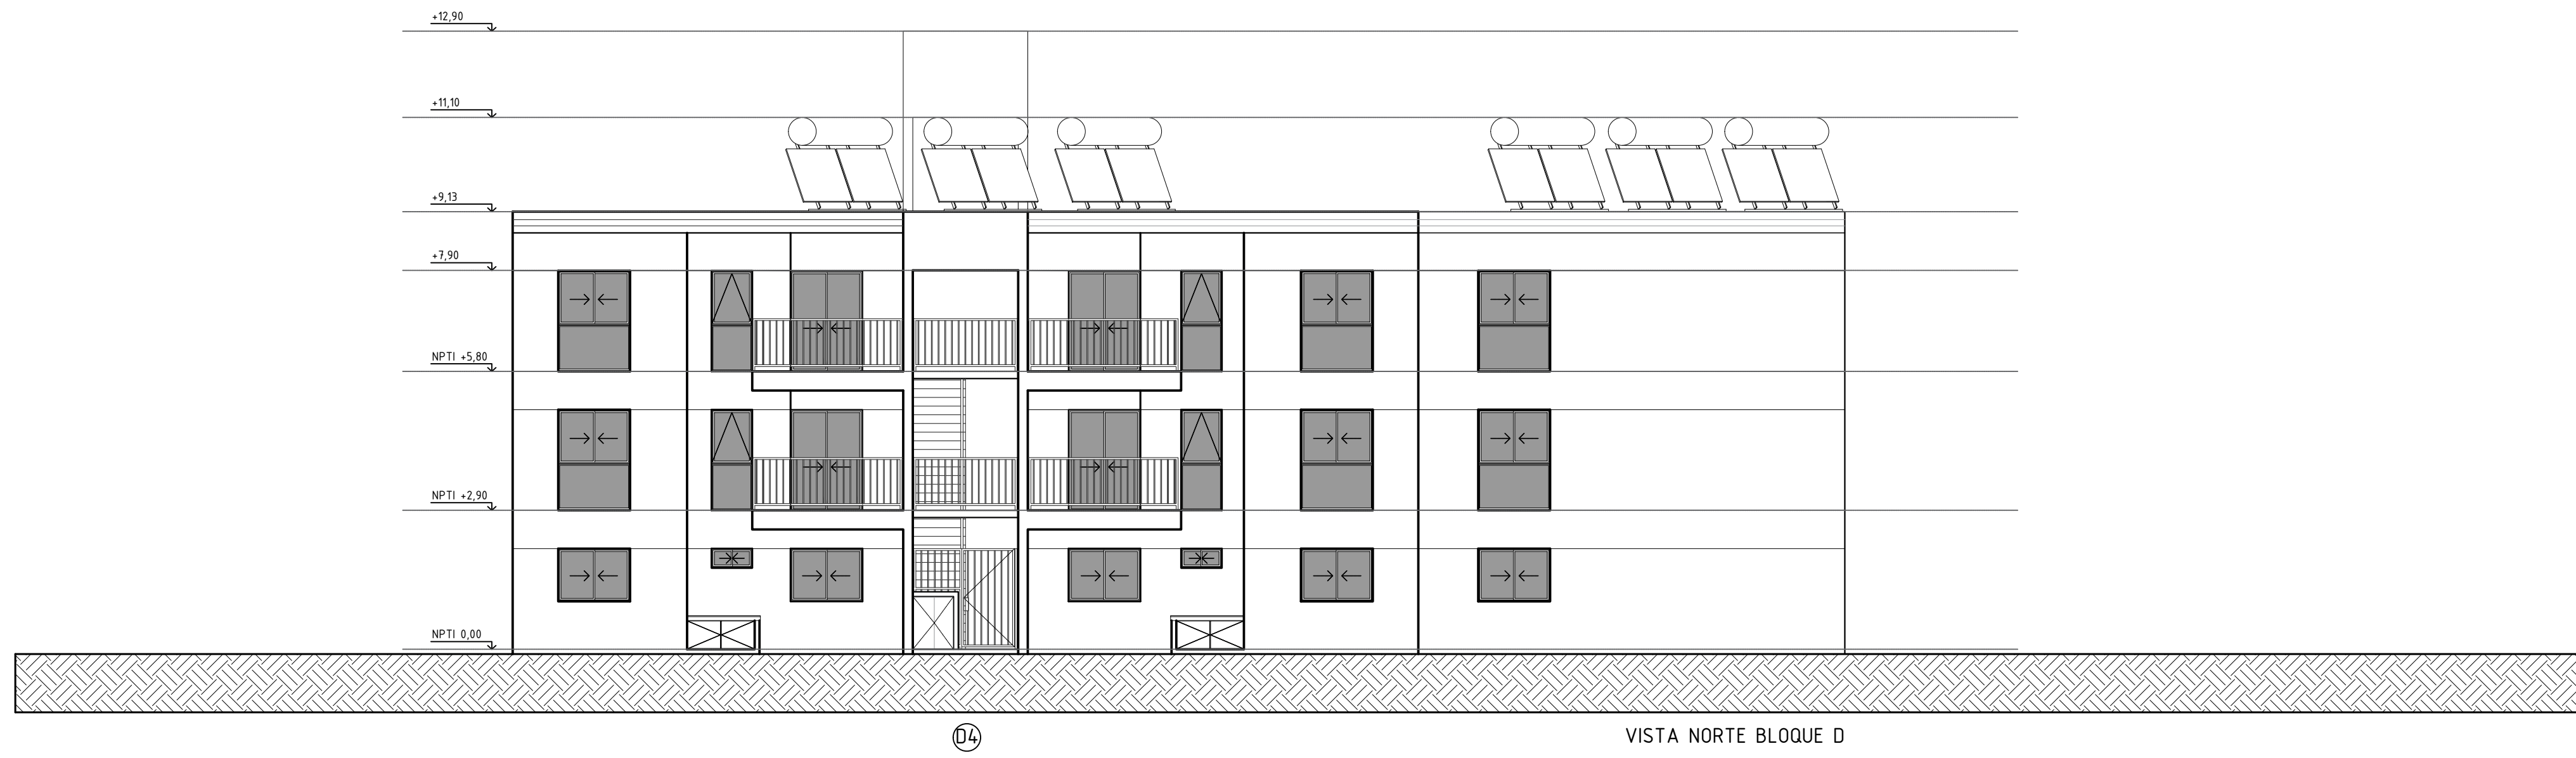 +12,90
+11,10
+9,13
+7,90
NPTI +5,80
NPTI +2,90
NPTI 0,00
D4
VISTA NORTE BLOQUE D